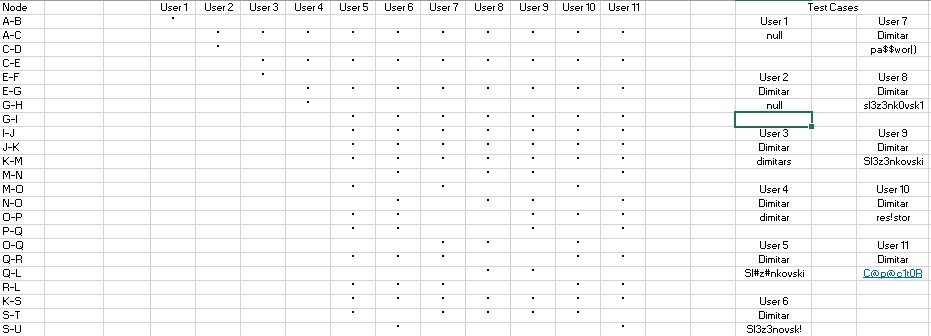 Node User 1 User 2 User 3 User 4 User 5 User 6 User 7 User 8 User 9 User 10 User 11 Test Cases
A-B User 1 User 7
A-C null Dimitar
C-D pa$$wor|)
C-E
E-F User 2 User 8
E-G Dimitar Dimitar
G-H null sl3z3nk0vsk1
G-I
I-J User 3 User 9
J-K Dimitar Dimitar
K-M dimitars Sl3z3nkovski
M-N
M-O User 4 User 10
N-O Dimitar Dimitar
O-P dimitar res!stor
P-Q
O-Q User 5 User 11
Q-R Dimitar Dimitar
Q-L Sl#z#nkovski C@p@c1t0R
R-L
K-S User 6
S-T Dimitar
S-U Sl3z3novsk!